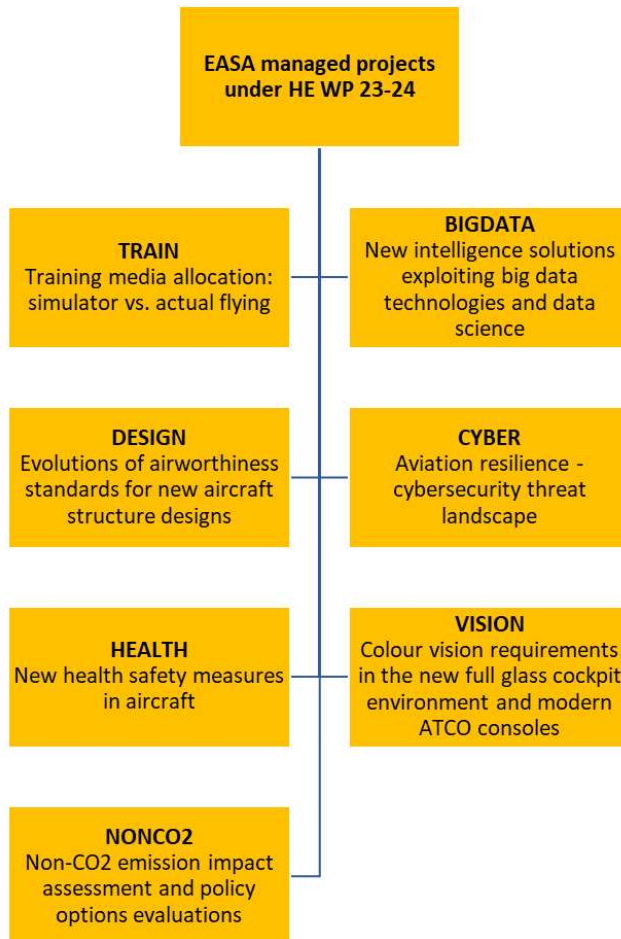 EASA managed projects
under HE WP 23-24
TRAIN
Training media allocation:
simulator vs. actual flying
BIGDATA
New intelligence solutions
exploiting big data
technologies and data
science
DESIGN
Evolutions of airworthiness
standards for new aircraft
structure designs
CYBER
Aviation resilience -
cybersecurity threat
landscape
HEALTH
New health safety measures
in aircraft
VISION
Colour vision requirements
in the new full glass cockpit
environment and modern
ATCO consoles
NONCO2
Non-CO2 emission impact
assessment and policy
options evaluations